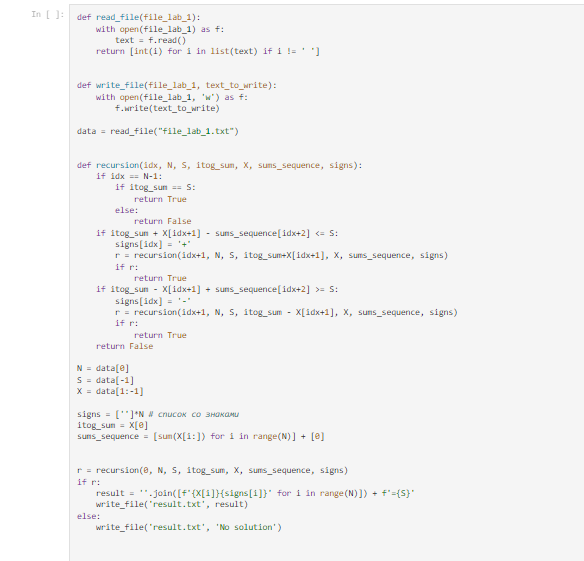 In [ ]:
def read_file(file_lab_1):
    with open(file_lab_1) as f:
        text = f.read()
    return [int(i) for i in list(text) if i != ' ']
def write_file(file_lab_1, text_to_write):
    with open(file_lab_1, 'w') as f:
        f.write(text_to_write)
data = read_file("file_lab_1.txt")
def recursion(idx, N, S, itog_sum, X, sums_sequence, signs):
    if idx == N-1:
        if itog_sum == S:
            return True
        else:
            return False
    if itog_sum + X[idx+1] - sums_sequence[idx+2] <= S:
        signs[idx] = '+'
        r = recursion(idx+1, N, S, itog_sum+X[idx+1], X, sums_sequence, signs)
        if r:
            return True
    if itog_sum - X[idx+1] + sums_sequence[idx+2] >= S:
        signs[idx] = '-'
        r = recursion(idx+1, N, S, itog_sum - X[idx+1], X, sums_sequence, signs)
        if r:
            return True
    return False
N = data[0]
S = data[-1]
X = data[1:-1]
signs = ['']*N # список со знаками
itog_sum = X[0]
sums_sequence = [sum(X[i:]) for i in range(N)] + [0]
r = recursion(0, N, S, itog_sum, X, sums_sequence, signs)
if r:
    result = ''.join([f'{X[i]}{signs[i]}' for i in range(N)]) + f'={S}'
    write_file('result.txt', result)
else:
    write_file('result.txt', 'No solution')